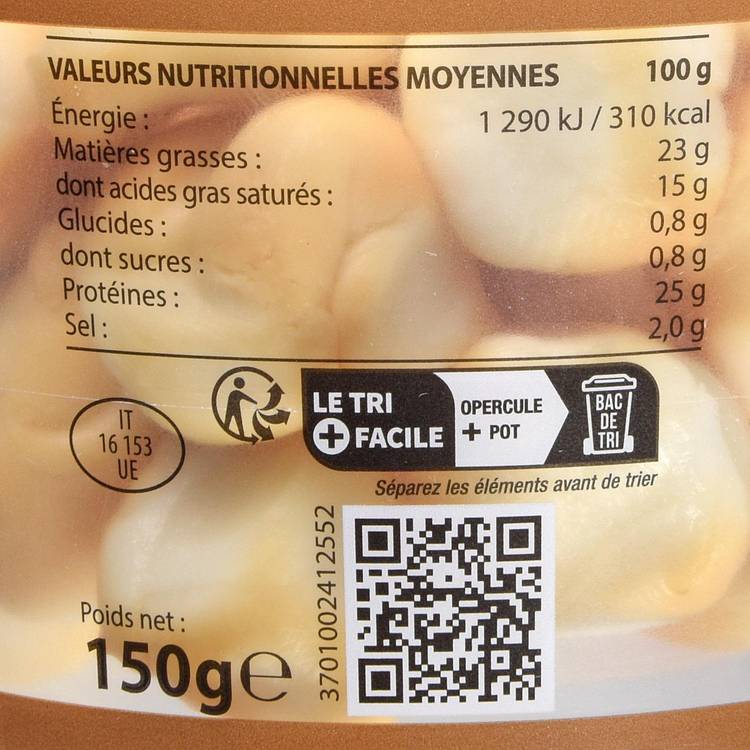 VALEURS NUTRITIONNELLES MOYENNES 100 g
Énergie : 1 290 kJ / 310 kcal
Matières grasses : 23 g
dont acides gras saturés : 15 g
Glucides : 0,8 g
dont sucres : 0,8 g
Protéines : 25 g
Sel : 2,0 g
IT
16 153
UE
LE TRI
+ FACILE
OPERCULE
+ POT
BAC
DE
TRI
Séparez les éléments avant de trier
3701002412552
Poids net :
150g℮